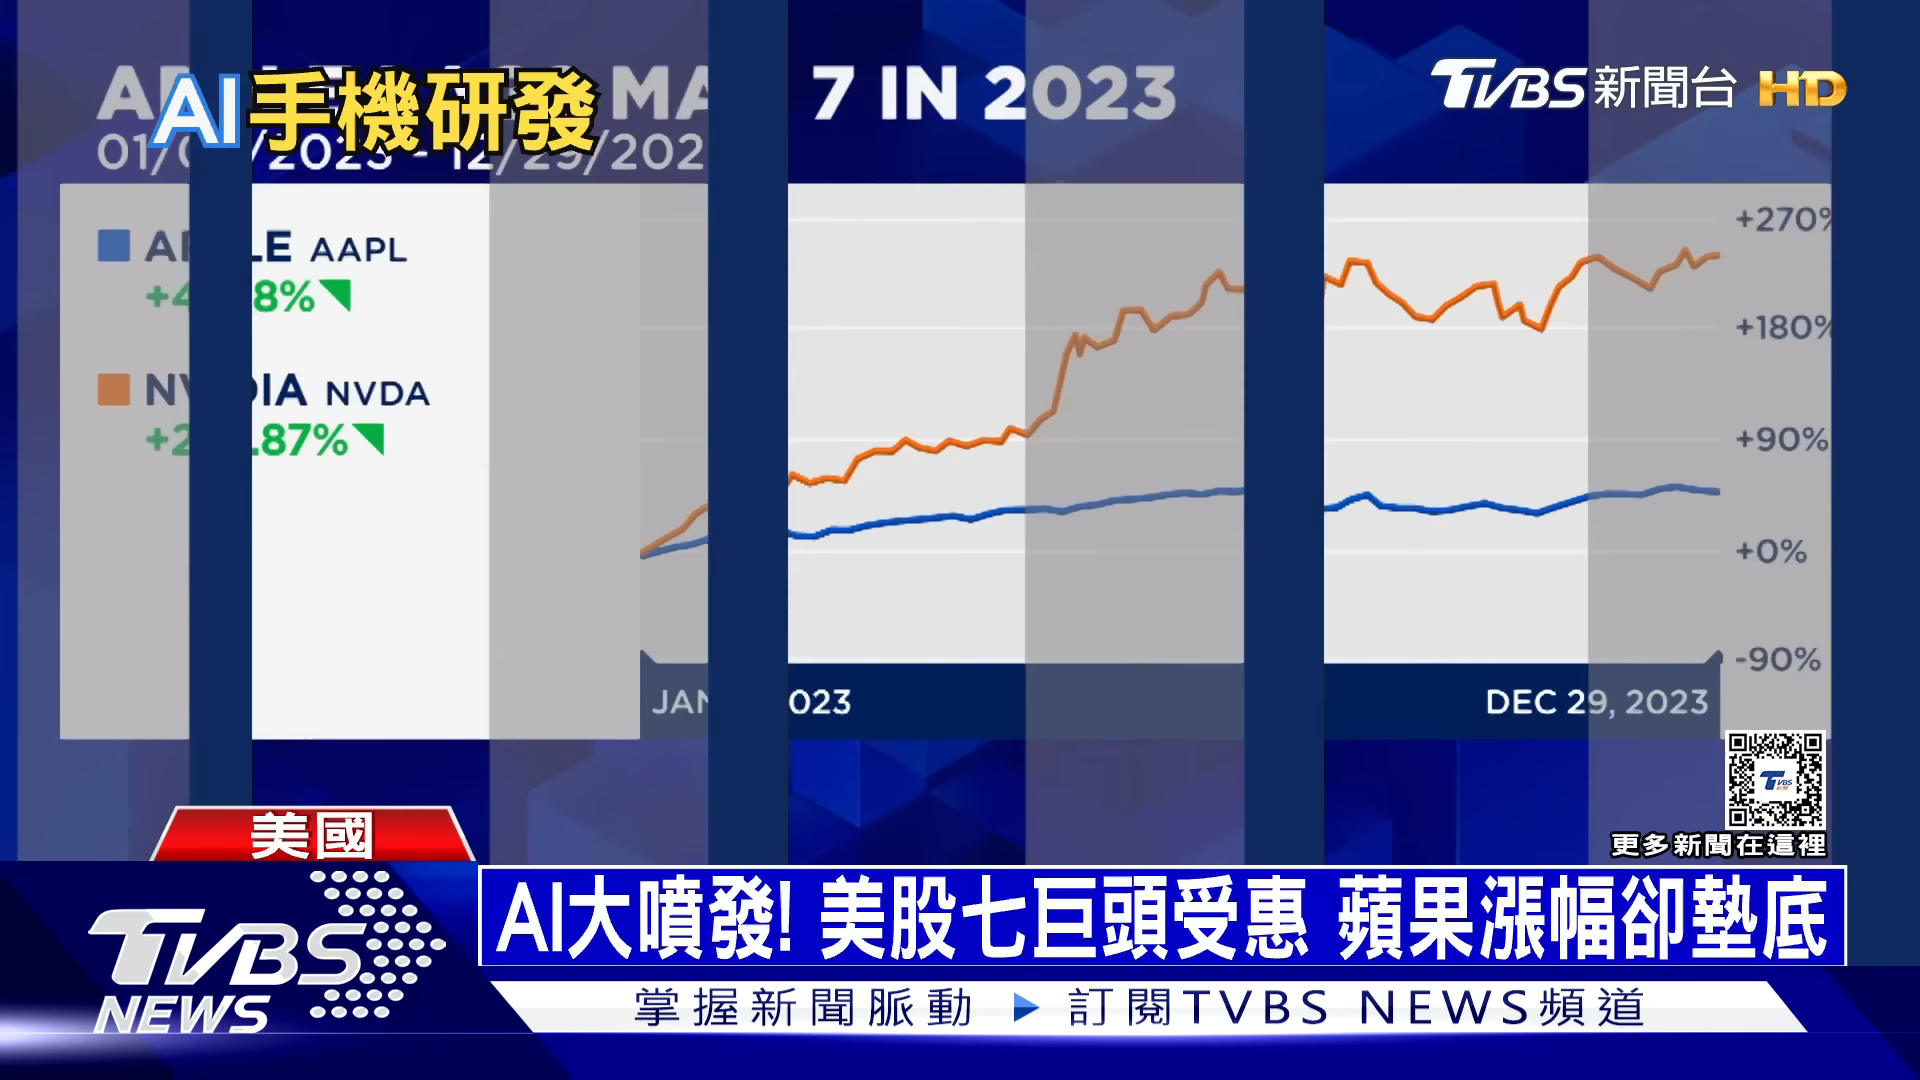 AI手機研發
7 IN 2023
TVBS新聞台 HD
AAPL
8%
NVDA
.87%
+270%
+180%
+90%
+0%
-90%
DEC 29, 2023
更多新聞在這裡
美國
TVBS NEWS
AI大噴發! 美股七巨頭受惠 蘋果漲幅卻墊底
掌握新聞脈動 ▶ 訂閱TVBS NEWS頻道